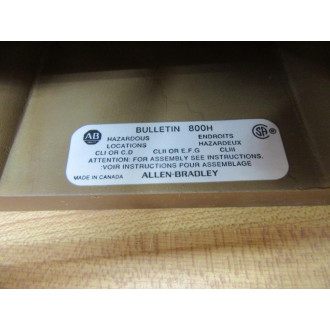 BULLETIN 800H
AB HAZARDOUS ENDROITS SA
LOCATIONS HAZARDEUX
CLI OR C,D CLII OR E,F,G CLIII
ATTENTION: FOR ASSEMBLY SEE INSTRUCTIONS.
:VOIR INSTRUCTIONS POUR ASSEMBLAGE
MADE IN CANADA ALLEN-BRADLEY